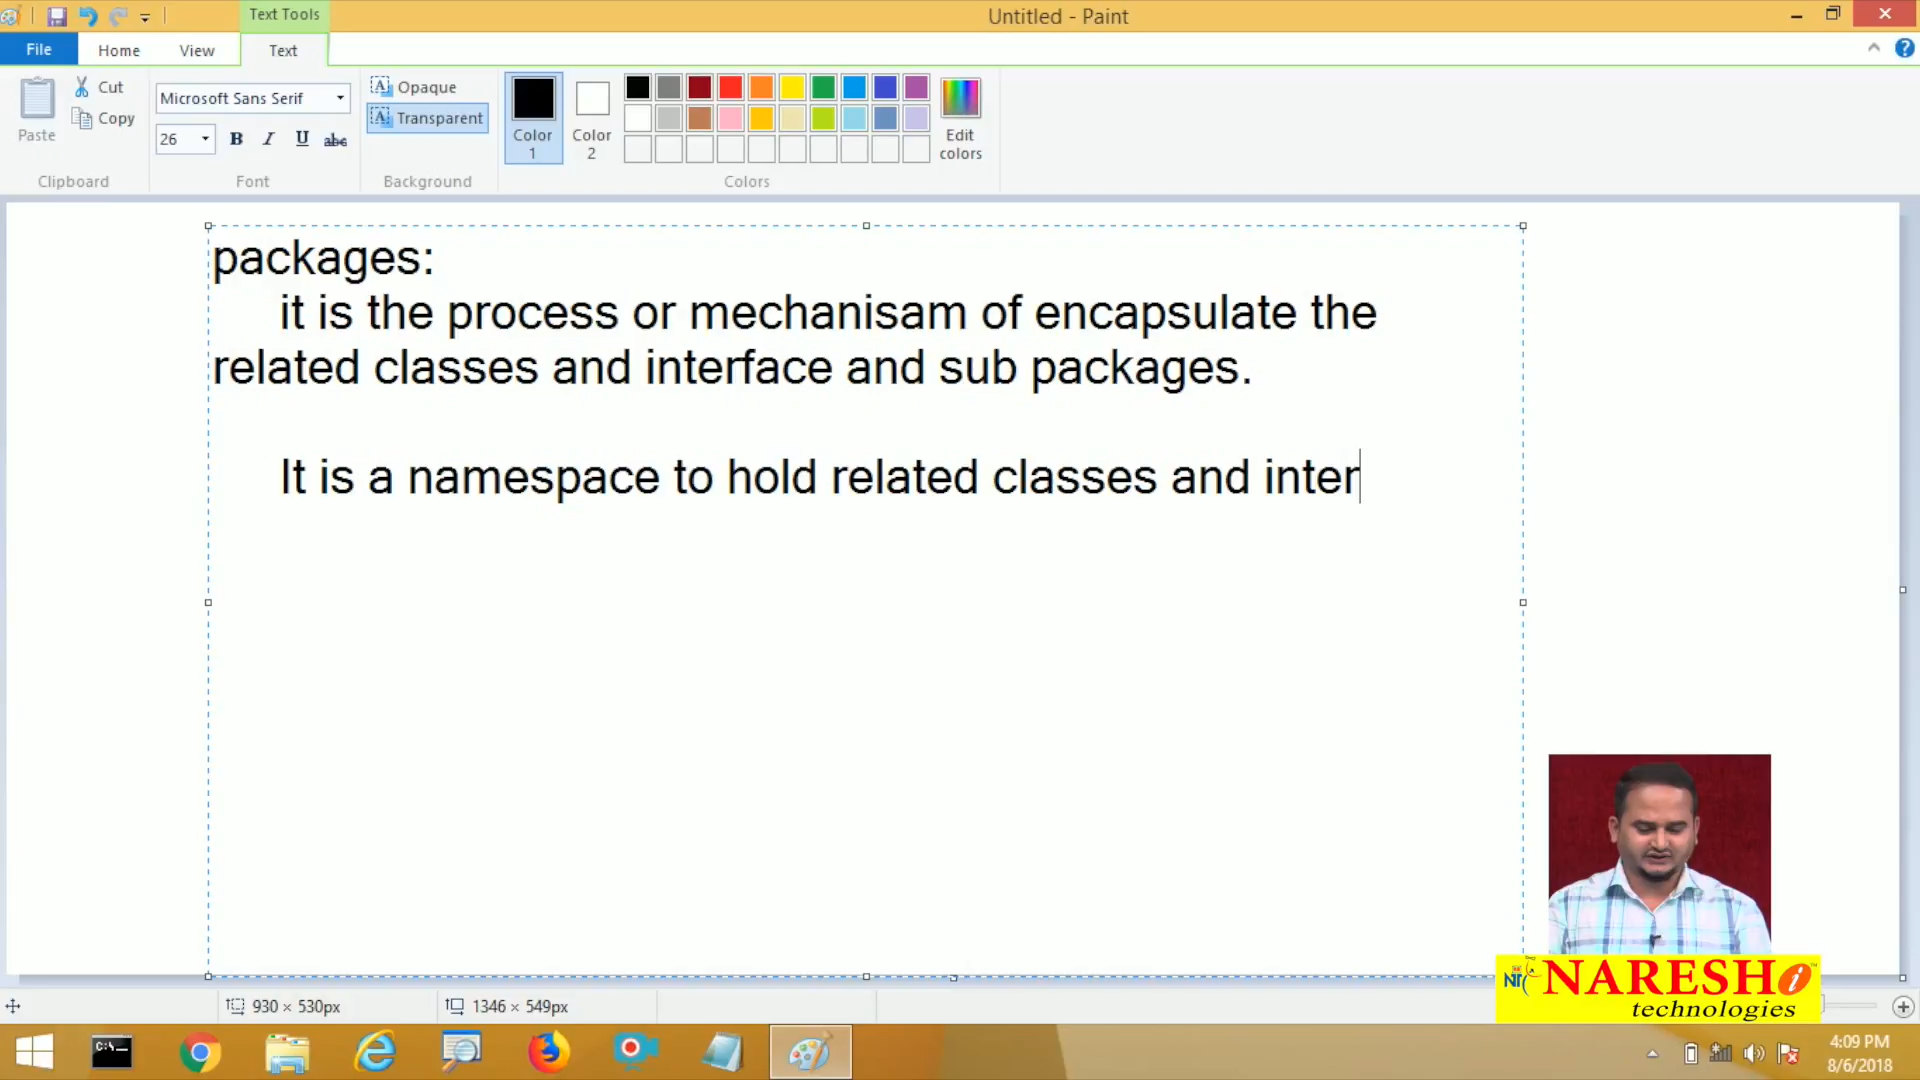 Text Tools
Untitled - Paint
File
Home
View
Text
Paste
Cut
Copy
Clipboard
Microsoft Sans Serif
26
B
I
U
abc
Font
Opaque
Transparent
Background
Color
1
Color
2
Edit
colors
Colors
packages:
it is the process or mechanisam of encapsulate the
related classes and interface and sub packages.
It is a namespace to hold related classes and inter
NARESH i
technologies
930 × 530px
1346 × 549px
C:\.
4:09 PM
8/6/2018